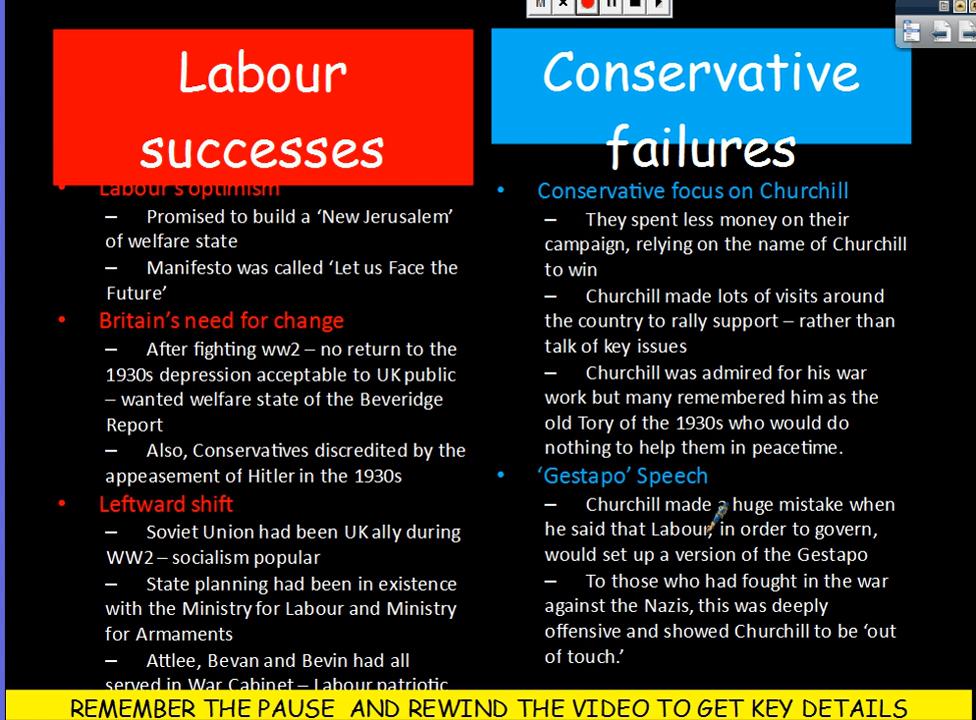 Labour
successes
Labour's optimism
– Promised to build a ‘New Jerusalem’
of welfare state
– Manifesto was called ‘Let us Face the
Future’
• Britain’s need for change
– After fighting ww2 – no return to the
1930s depression acceptable to UK public
– wanted welfare state of the Beveridge
Report
– Also, Conservatives discredited by the
appeasement of Hitler in the 1930s
• Leftward shift
– Soviet Union had been UK ally during
WW2 – socialism popular
– State planning had been in existence
with the Ministry for Labour and Ministry
for Armaments
– Attlee, Bevan and Bevin had all
served in War Cabinet – Labour patriotic
Conservative
failures
• Conservative focus on Churchill
– They spent less money on their
campaign, relying on the name of Churchill
to win
– Churchill made lots of visits around
the country to rally support – rather than
talk of key issues
– Churchill was admired for his war
work but many remembered him as the
old Tory of the 1930s who would do
nothing to help them in peacetime.
• ‘Gestapo’ Speech
– Churchill made a huge mistake when
he said that Labour, in order to govern,
would set up a version of the Gestapo
– To those who had fought in the war
against the Nazis, this was deeply
offensive and showed Churchill to be ‘out
of touch.’
REMEMBER THE PAUSE AND REWIND THE VIDEO TO GET KEY DETAILS